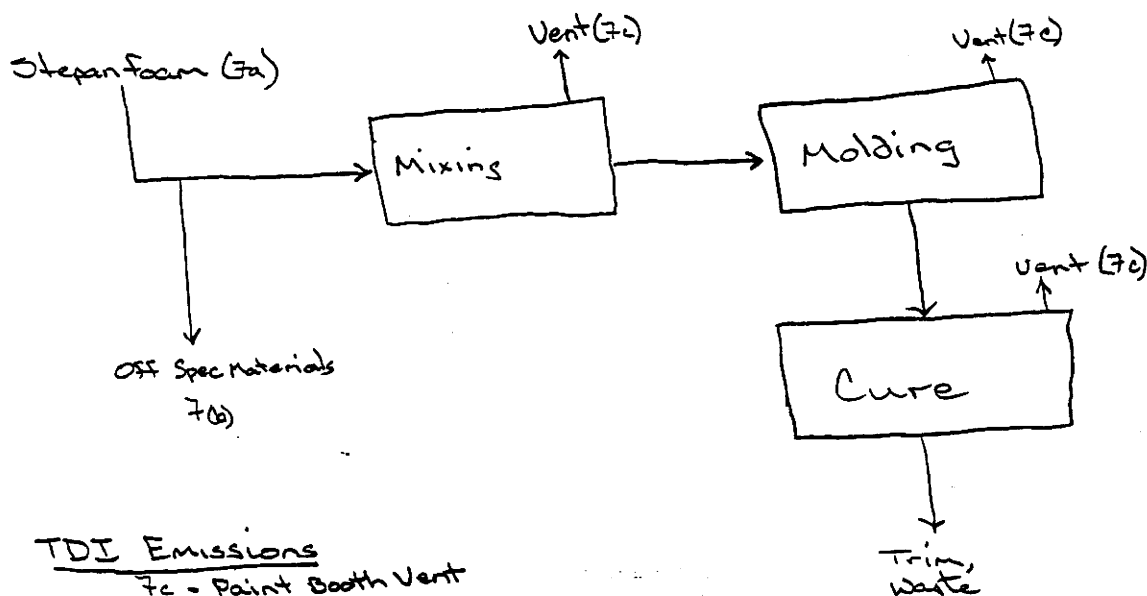 Stepanfoam (7a)
Vent (7c)
Vent (7c)
Mixing
Molding
Vent (7c)
Off Spec Materials
7(b)
Cure
TDI Emissions
7c - Paint Booth Vent
Trim,
Waste